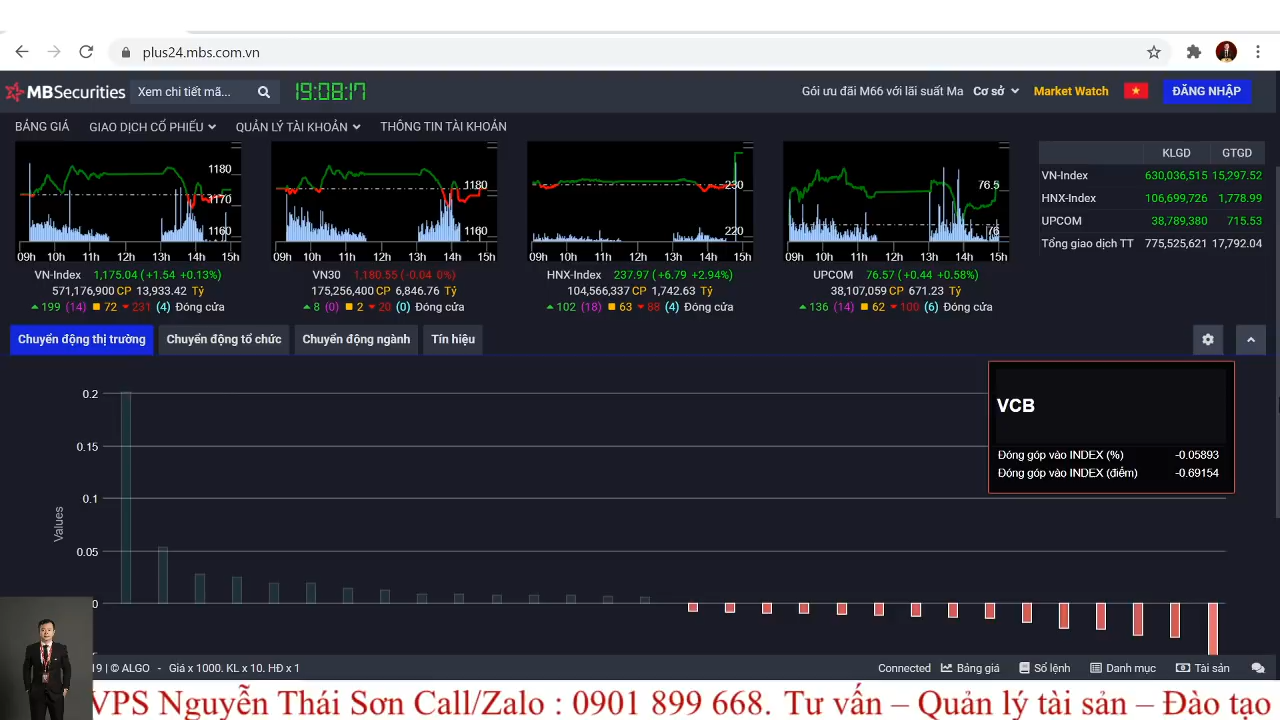 plus24.mbs.com.vn
MBSecurities Xem chi tiết mã... 19:08:17 Gói ưu đãi M66 với lãi suất Ma Cơ sở Market Watch ĐĂNG NHẬP
BẢNG GIÁ GIAO DỊCH CỔ PHIẾU QUẢN LÝ TÀI KHOẢN THÔNG TIN TÀI KHOẢN
1180
1170
1160
09h 10h 11h 12h 13h 14h 15h
VN-Index 1,175.04 (+1.54 +0.13%)
571,176,900 CP 13,933.42 Tỷ
199 (14) 72 231 (4) Đóng cửa
1180
1160
09h 10h 11h 12h 13h 14h 15h
VN30 1,180.55 (-0.04 0%)
175,256,400 CP 6,846.76 Tỷ
8 (0) 2 20 (0) Đóng cửa
230
220
09h 10h 11h 12h 13h 14h 15h
HNX-Index 237.97 (+6.79 +2.94%)
104,566,337 CP 1,742.63 Tỷ
102 (18) 63 88 (4) Đóng cửa
76.5
76
09h 10h 11h 12h 13h 14h 15h
UPCOM 76.57 (+0.44 +0.58%)
38,107,059 CP 671.23 Tỷ
136 (14) 62 100 (6) Đóng cửa
KLGD GTGD
VN-Index 630,036,515 15,297.52
HNX-Index 106,699,726 1,778.99
UPCOM 38,789,380 715.53
Tổng giao dịch TT 775,525,621 17,792.04
Chuyển động thị trường Chuyển động tổ chức Chuyển động ngành Tín hiệu
VCB
Đóng góp vào INDEX (%) -0.05893
Đóng góp vào INDEX (điểm) -0.69154
0.2
0.15
0.1
0.05
0
Values
19 | © ALGO - Giá x 1000. KL x 10. HĐ x 1 Connected Bảng giá Sổ lệnh Danh mục Tài sản
VPS Nguyễn Thái Sơn Call/Zalo : 0901 899 668. Tư vấn – Quản lý tài sản – Đào tạo